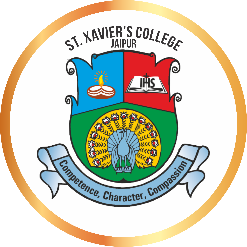 ST. XAVIER'S COLLEGE
JAIPUR
IHS
Competence, Character, Compassion